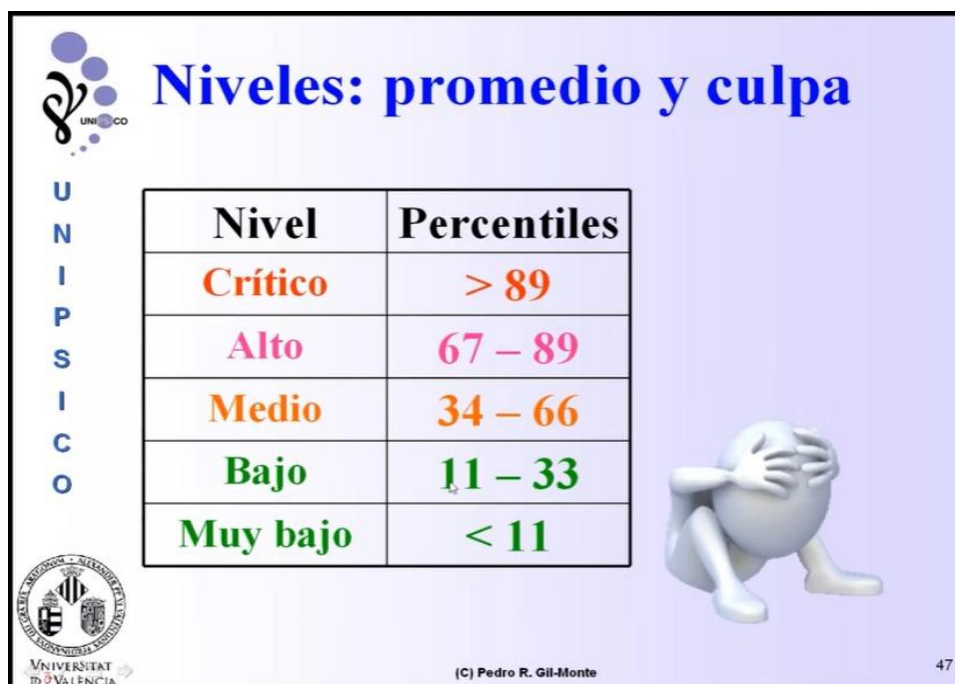 Niveles: promedio y culpa
UNIPSICO
U
N
I
P
S
I
C
O
Nivel Percentiles
Crítico > 89
Alto 67 – 89
Medio 34 – 66
Bajo 11 – 33
Muy bajo < 11
VNIVERSITAT
VALÈNCIA
(C) Pedro R. Gil-Monte
47